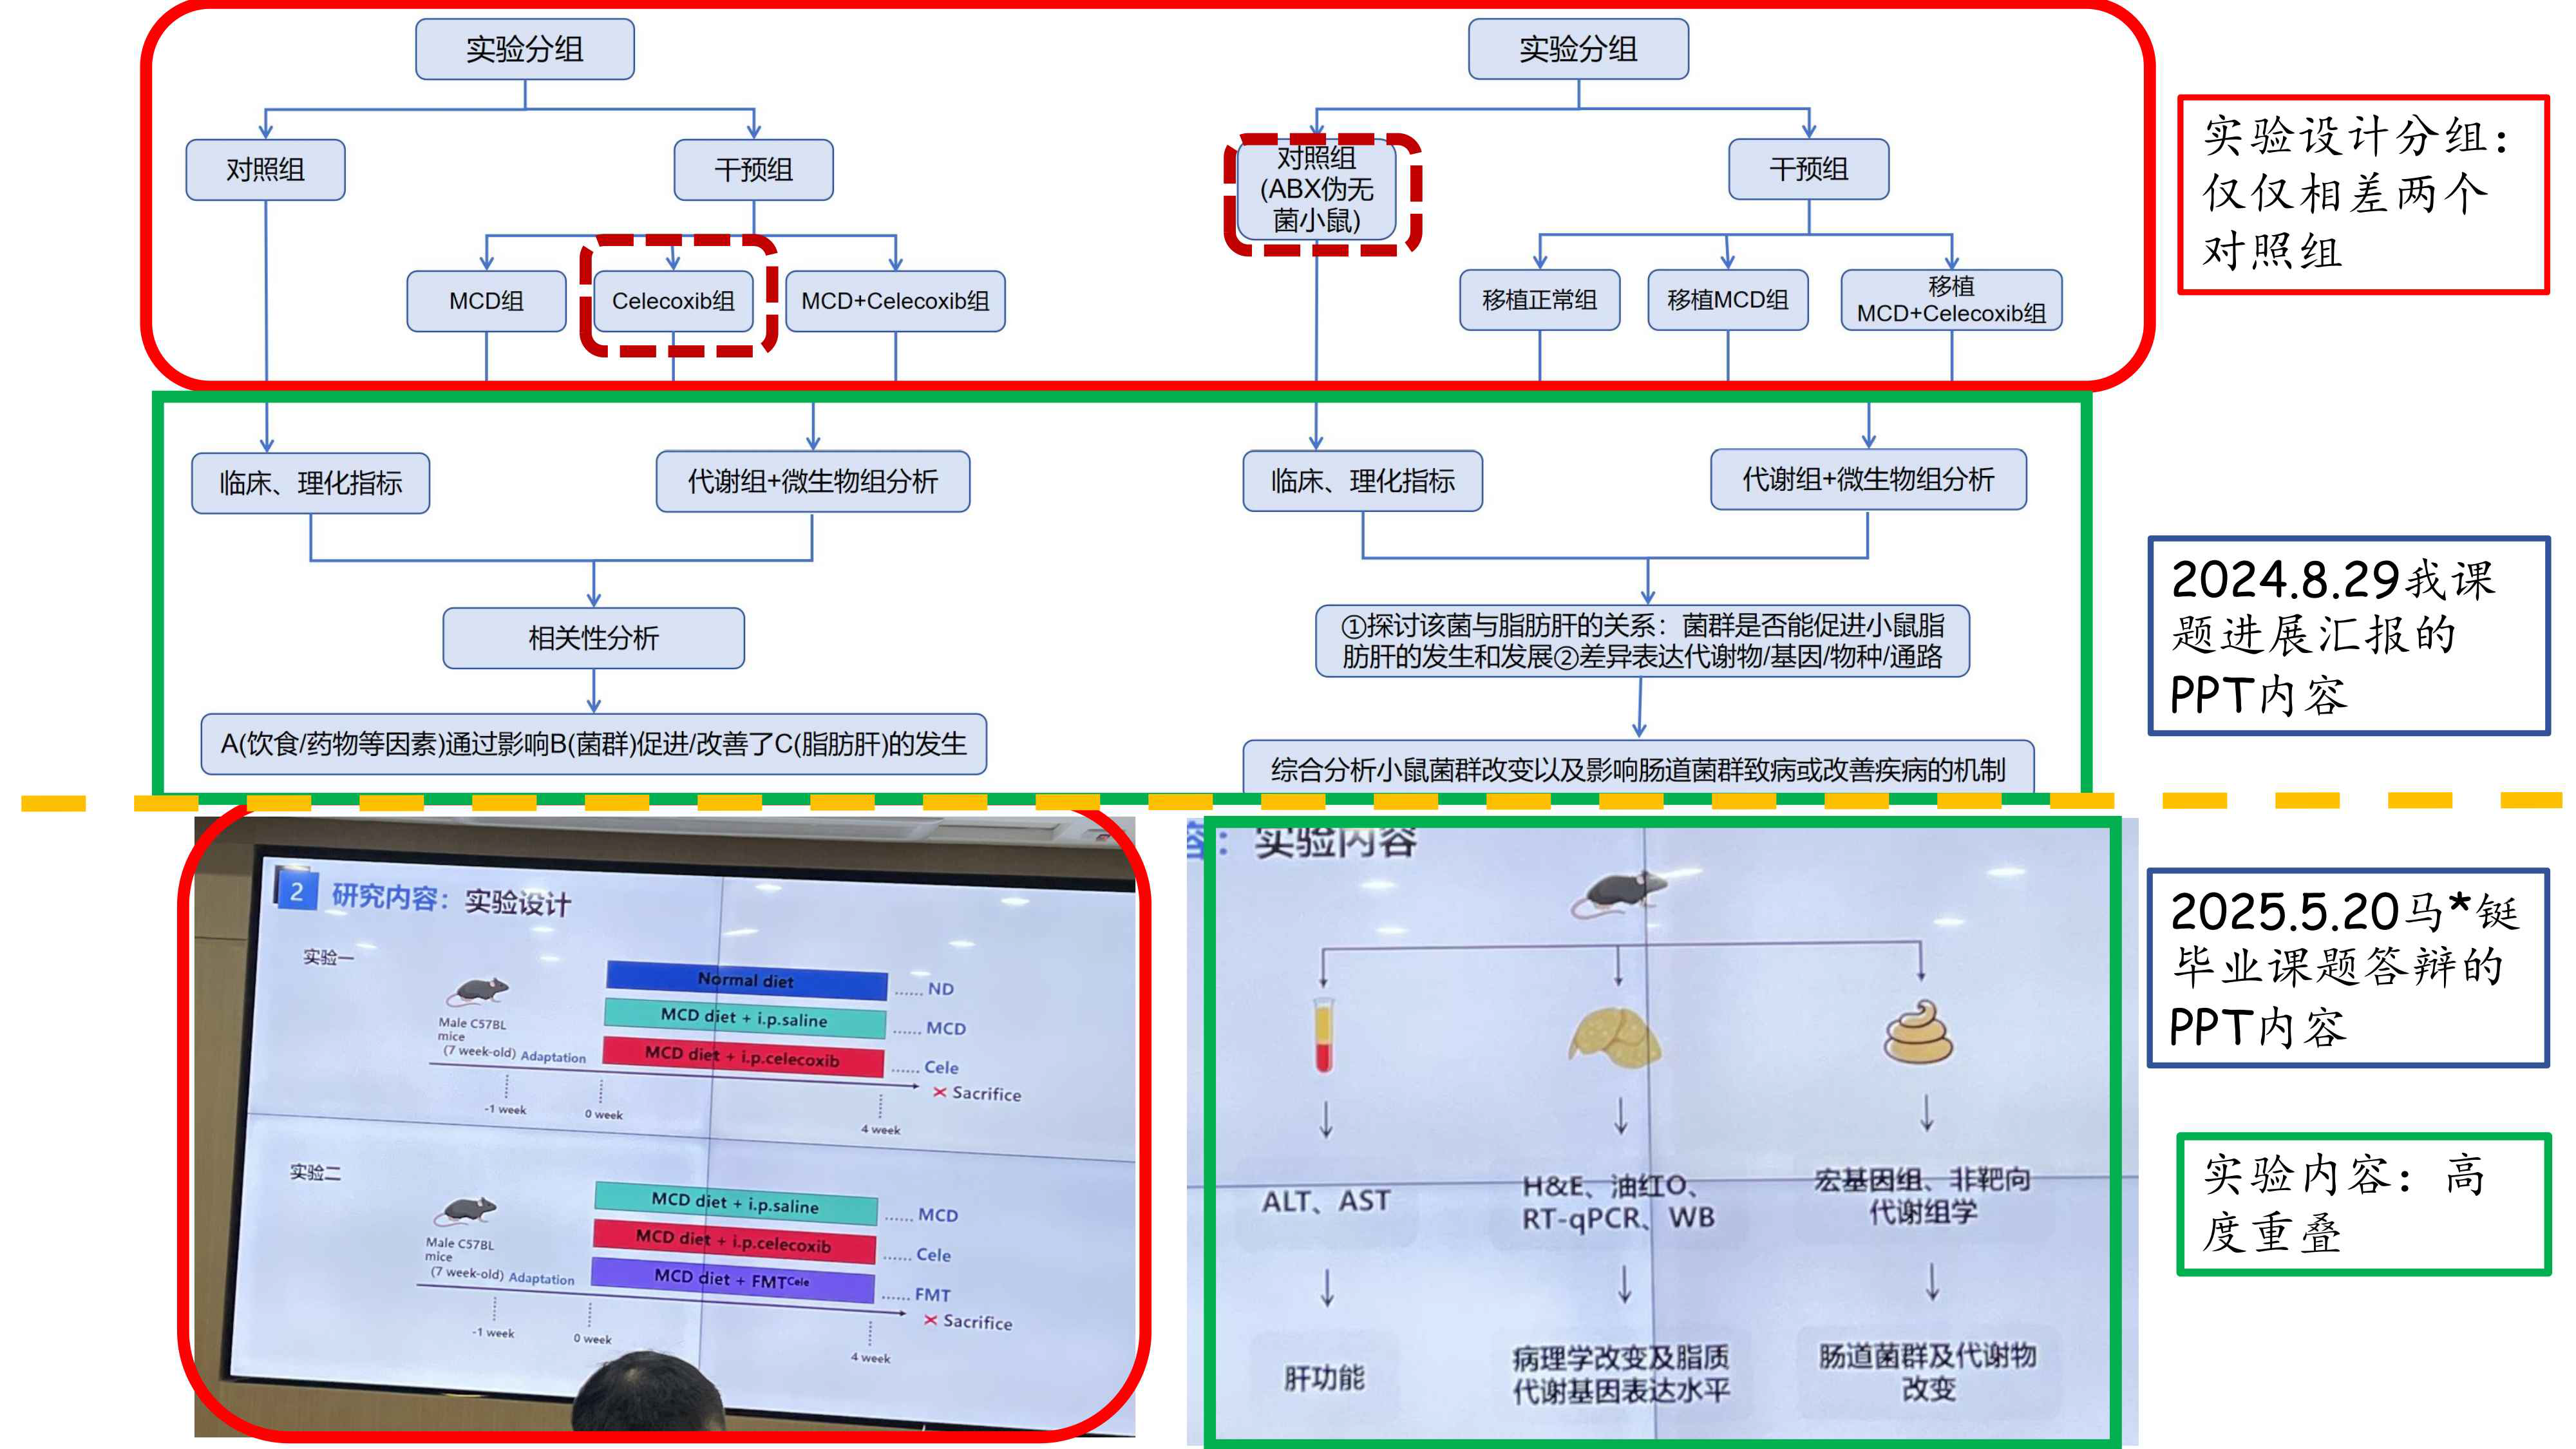 实验分组
对照组
干预组
MCD组
Celecoxib组
MCD+Celecoxib组
实验分组
对照组
(ABX伪无
菌小鼠)
干预组
移植正常组
移植MCD组
移植
MCD+Celecoxib组
实验设计分组：
仅仅相差两个
对照组
临床、理化指标
代谢组+微生物组分析
相关性分析
A(饮食/药物等因素)通过影响B(菌群)促进/改善了C(脂肪肝)的发生
临床、理化指标
代谢组+微生物组分析
①探讨该菌与脂肪肝的关系：菌群是否能促进小鼠脂
肪肝的发生和发展②差异表达代谢物/基因/物种/通路
综合分析小鼠菌群改变以及影响肠道菌群致病或改善疾病的机制
2024.8.29我课
题进展汇报的
PPT内容
2 研究内容：实验设计
实验一
Male C57BL
mice
(7 week-old) Adaptation
Normal diet ...... ND
MCD diet + i.p.saline ...... MCD
MCD diet + i.p.celecoxib ...... Cele
× Sacrifice
-1 week
0 week
4 week
实验二
Male C57BL
mice
(7 week-old) Adaptation
MCD diet + i.p.saline ...... MCD
MCD diet + i.p.celecoxib ...... Cele
MCD diet + FMTCele ...... FMT
× Sacrifice
-1 week
0 week
4 week
容：实验内容
ALT、AST
H&E、油红O、
RT-qPCR、WB
宏基因组、非靶向
代谢组学
肝功能
病理学改变及脂质
代谢基因表达水平
肠道菌群及代谢物
改变
2025.5.20马*铤
毕业课题答辩的
PPT内容
实验内容：高
度重叠